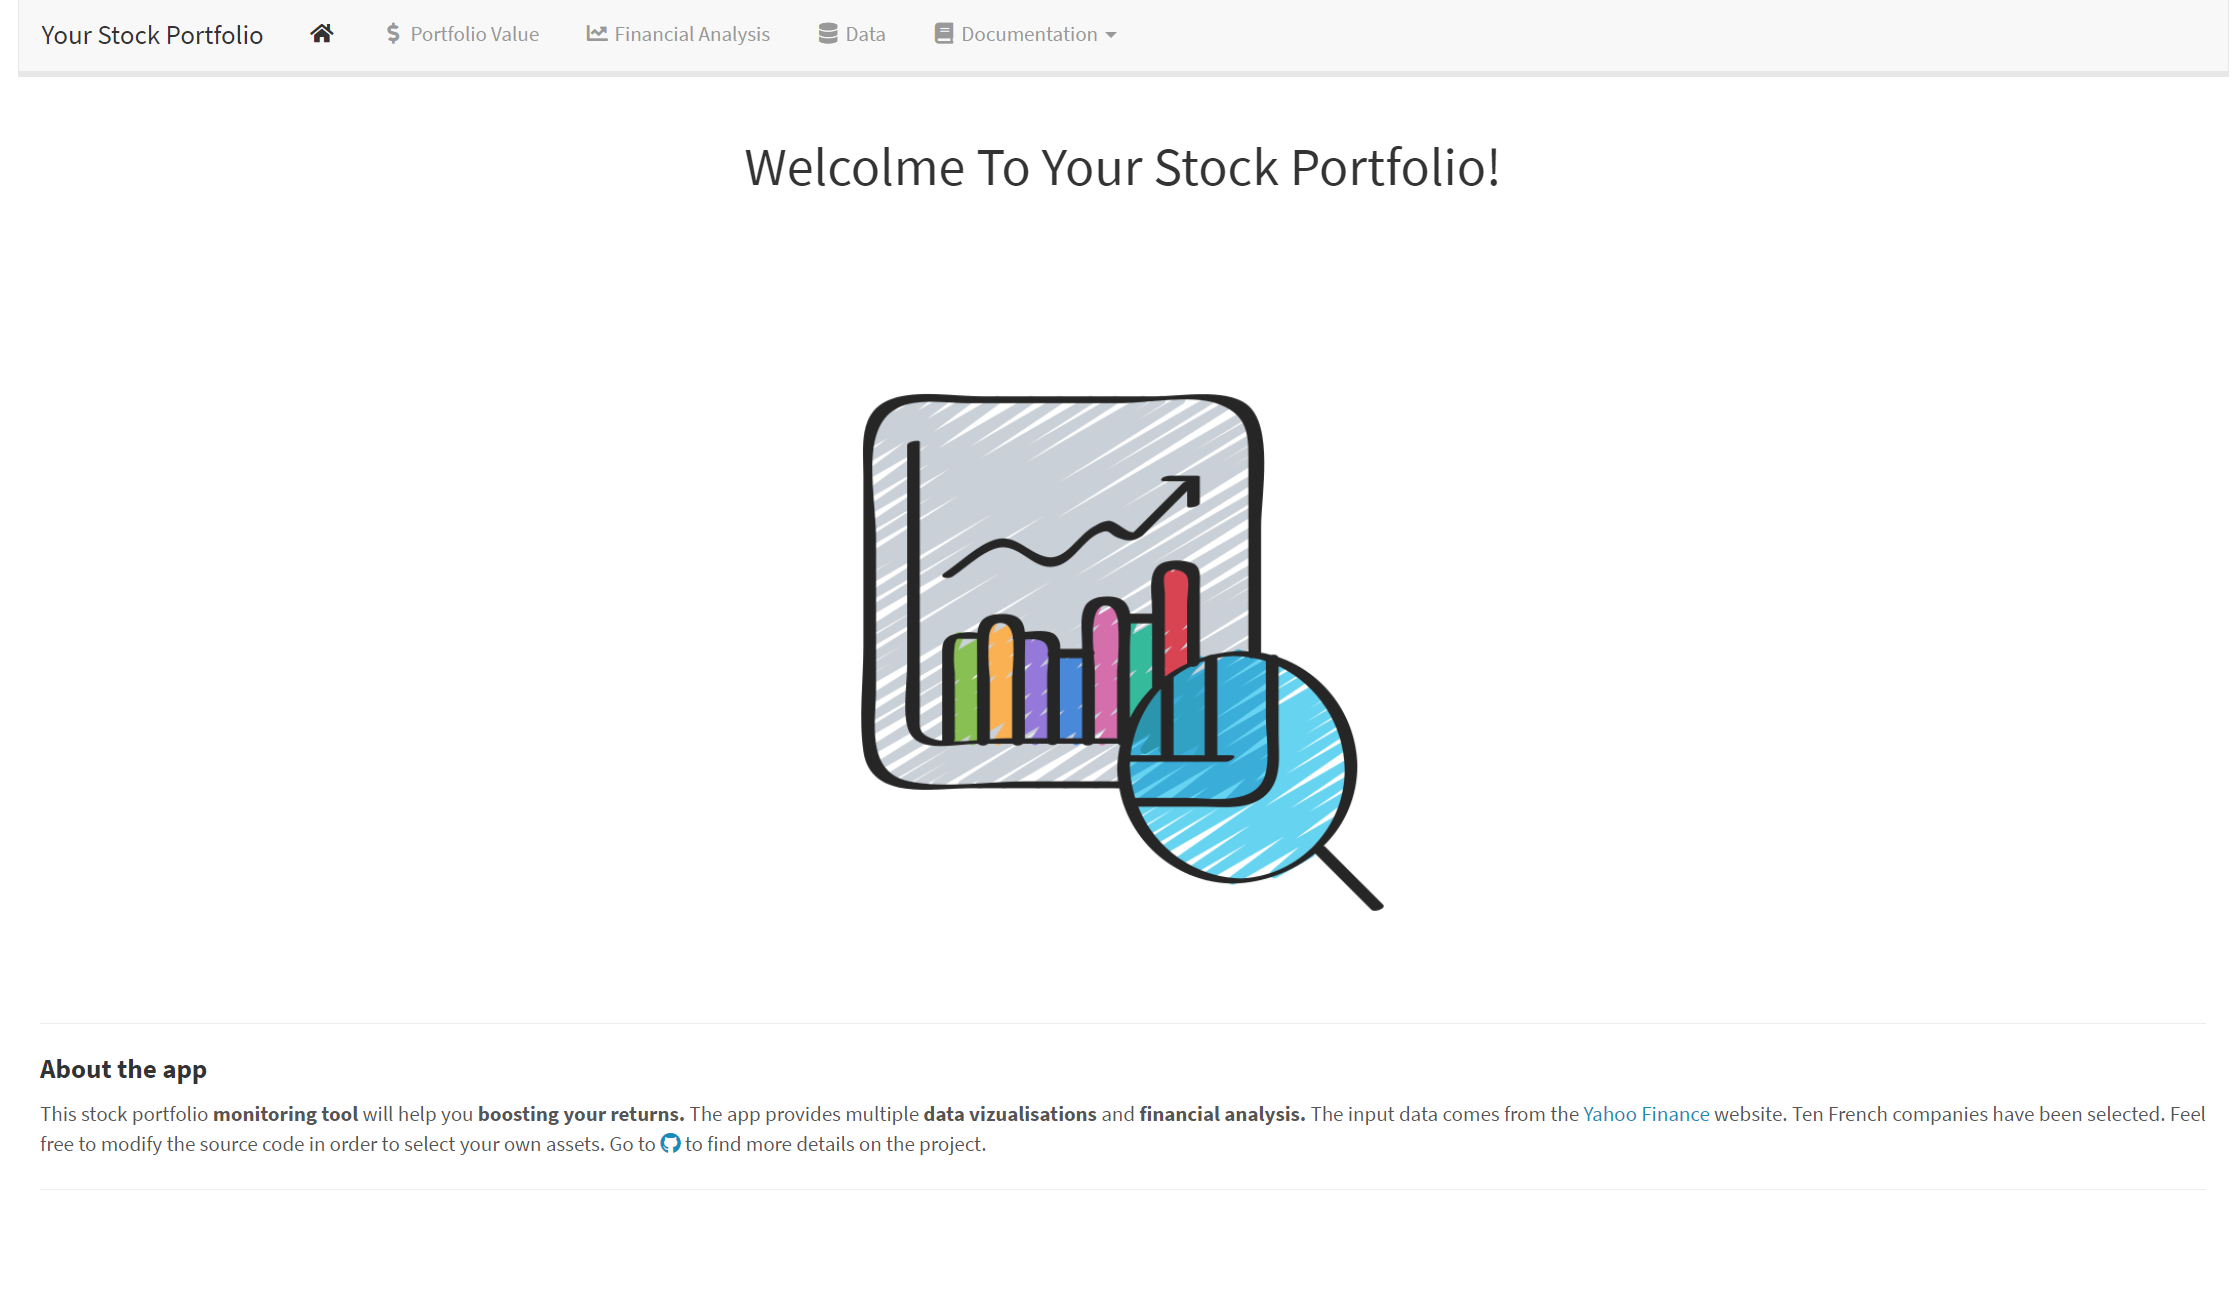 Your Stock Portfolio Portfolio Value Financial Analysis Data Documentation
Welcolme To Your Stock Portfolio!
About the app
This stock portfolio monitoring tool will help you boosting your returns. The app provides multiple data vizualisations and financial analysis. The input data comes from the Yahoo Finance website. Ten French companies have been selected. Feel
free to modify the source code in order to select your own assets. Go to to find more details on the project.